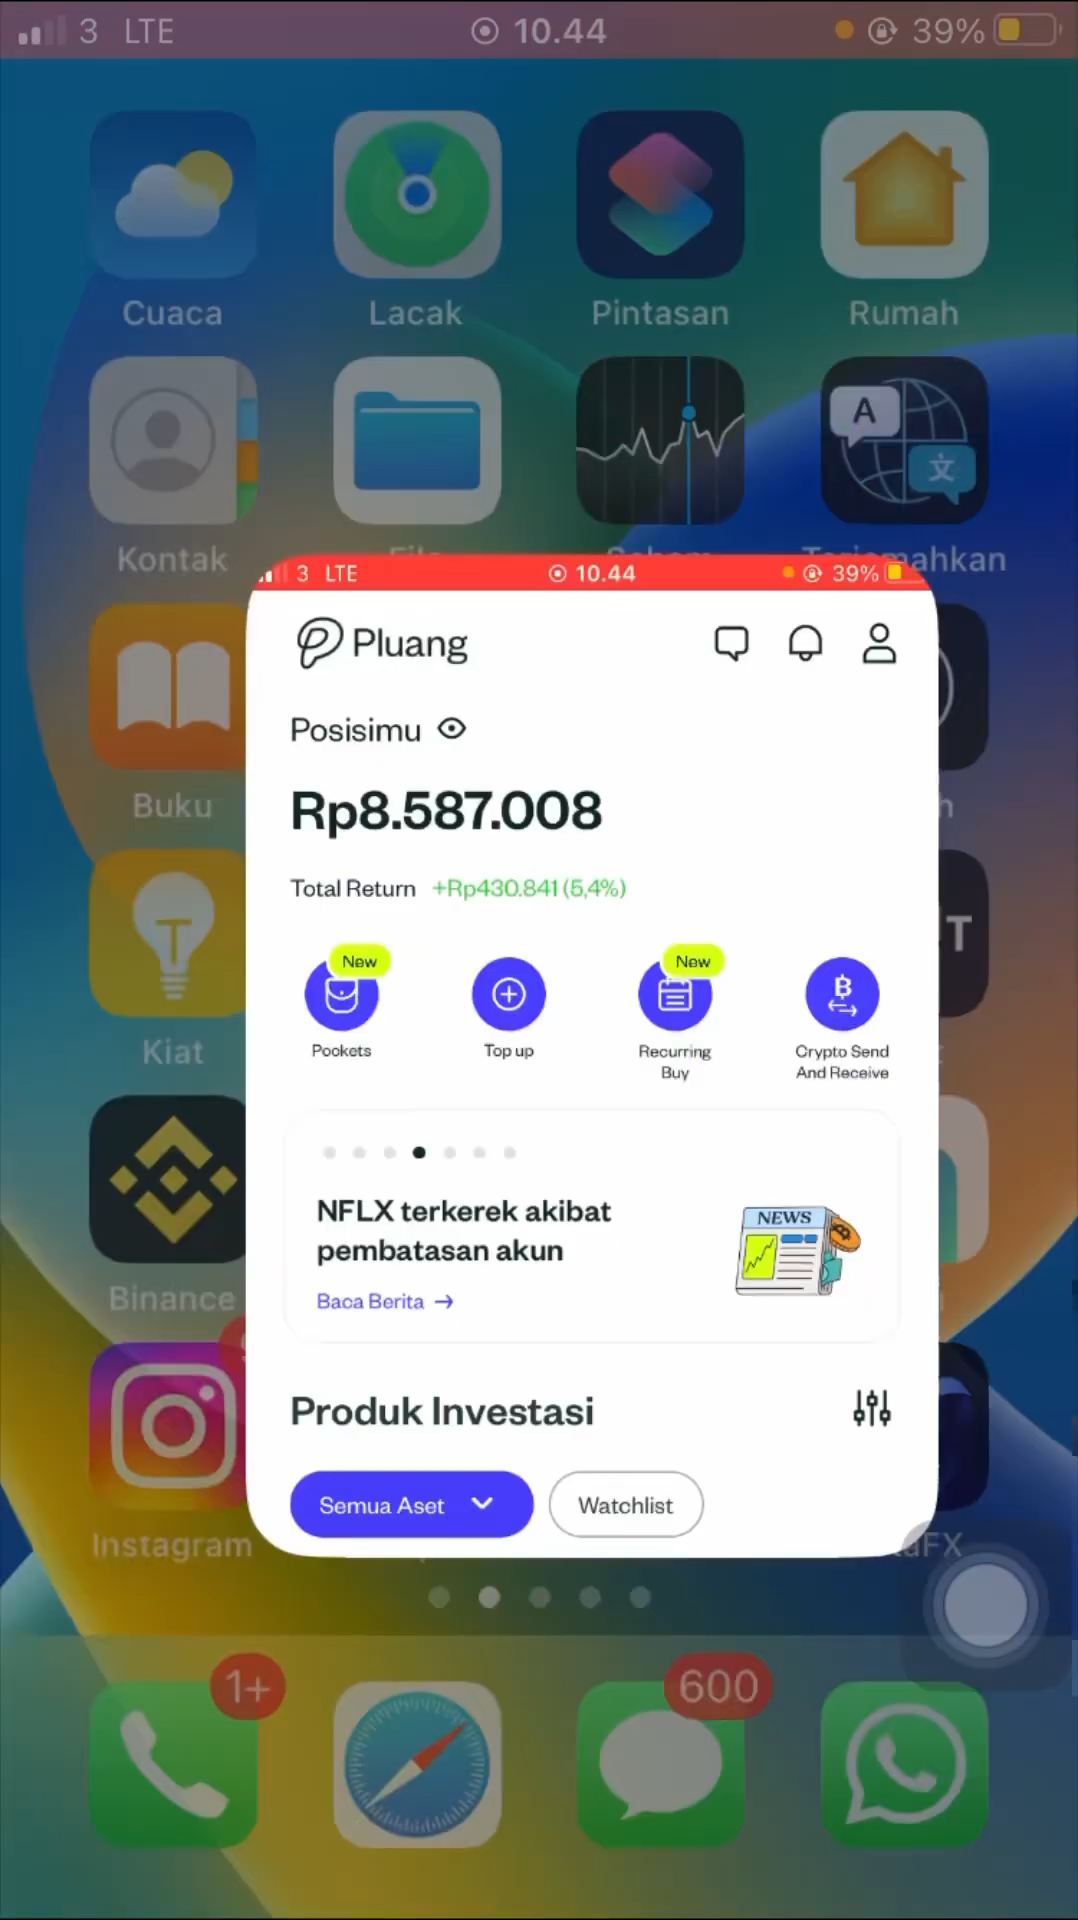 3 LTE 10.44 39%
Cuaca Lacak Pintasan Rumah
A 文
Kontak
3 LTE 10.44 39%
Pluang
Posisimu
Rp8.587.008
Total Return +Rp430.841 (5,4%)
New New
Pockets Top up Recurring Buy Crypto Send And Receive
NFLX terkerek akibat
pembatasan akun
NEWS
Baca Berita →
Produk Investasi
Semua Aset Watchlist
Buku
T
Kiat
Binance
Instagram
1+ 600